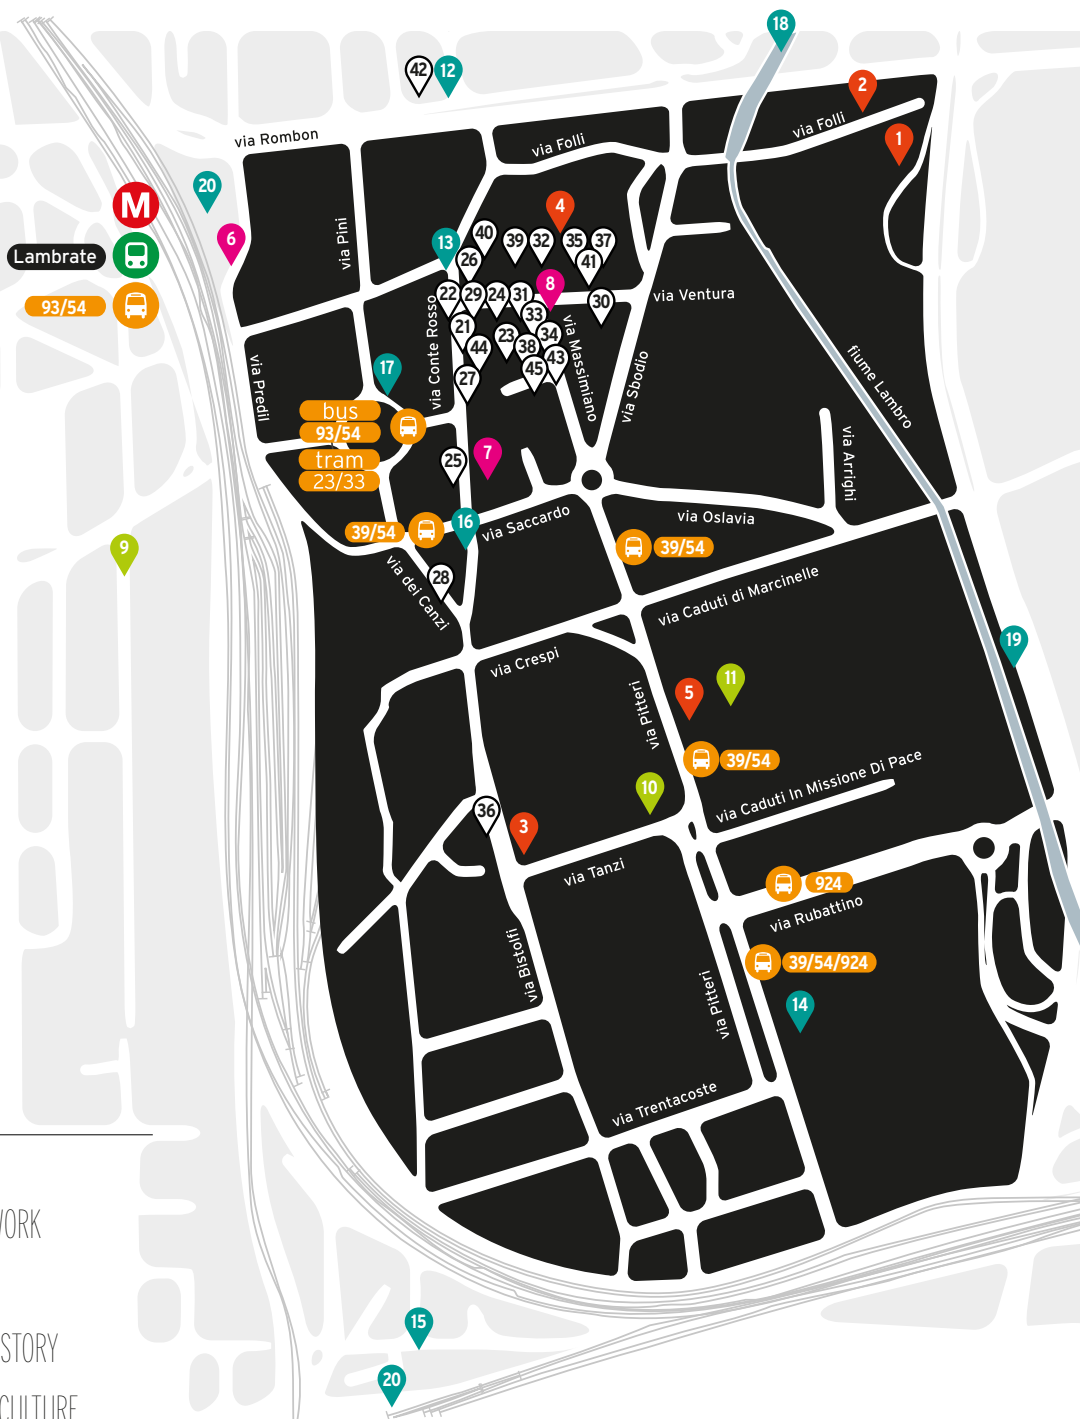 18
42
12
2
via Folli
1
via Rombon
via Folli
20
M
6
Lambrate
93/54
via Pini
4
13
40
39
32
35
37
26
41
8
22
29
24
31
30
via Ventura
33
21
23
34
44
38
43
45
27
via Conte Rosso
via Massimiano
via Sbodio
fiume Lambro
via Predil
17
bus
93/54
tram
23/33
25
7
via Arrighi
39/54
16
via Saccardo
via Oslavia
39/54
9
28
via dei Canzi
via Caduti di Marcinelle
19
via Crespi
5
11
via Pitteri
39/54
10
via Caduti In Missione Di Pace
36
3
via Tanzi
924
via Rubattino
via Bistolfi
39/54/924
via Pitteri
14
via Trentacoste
WORK
STORY
CULTURE
15
20